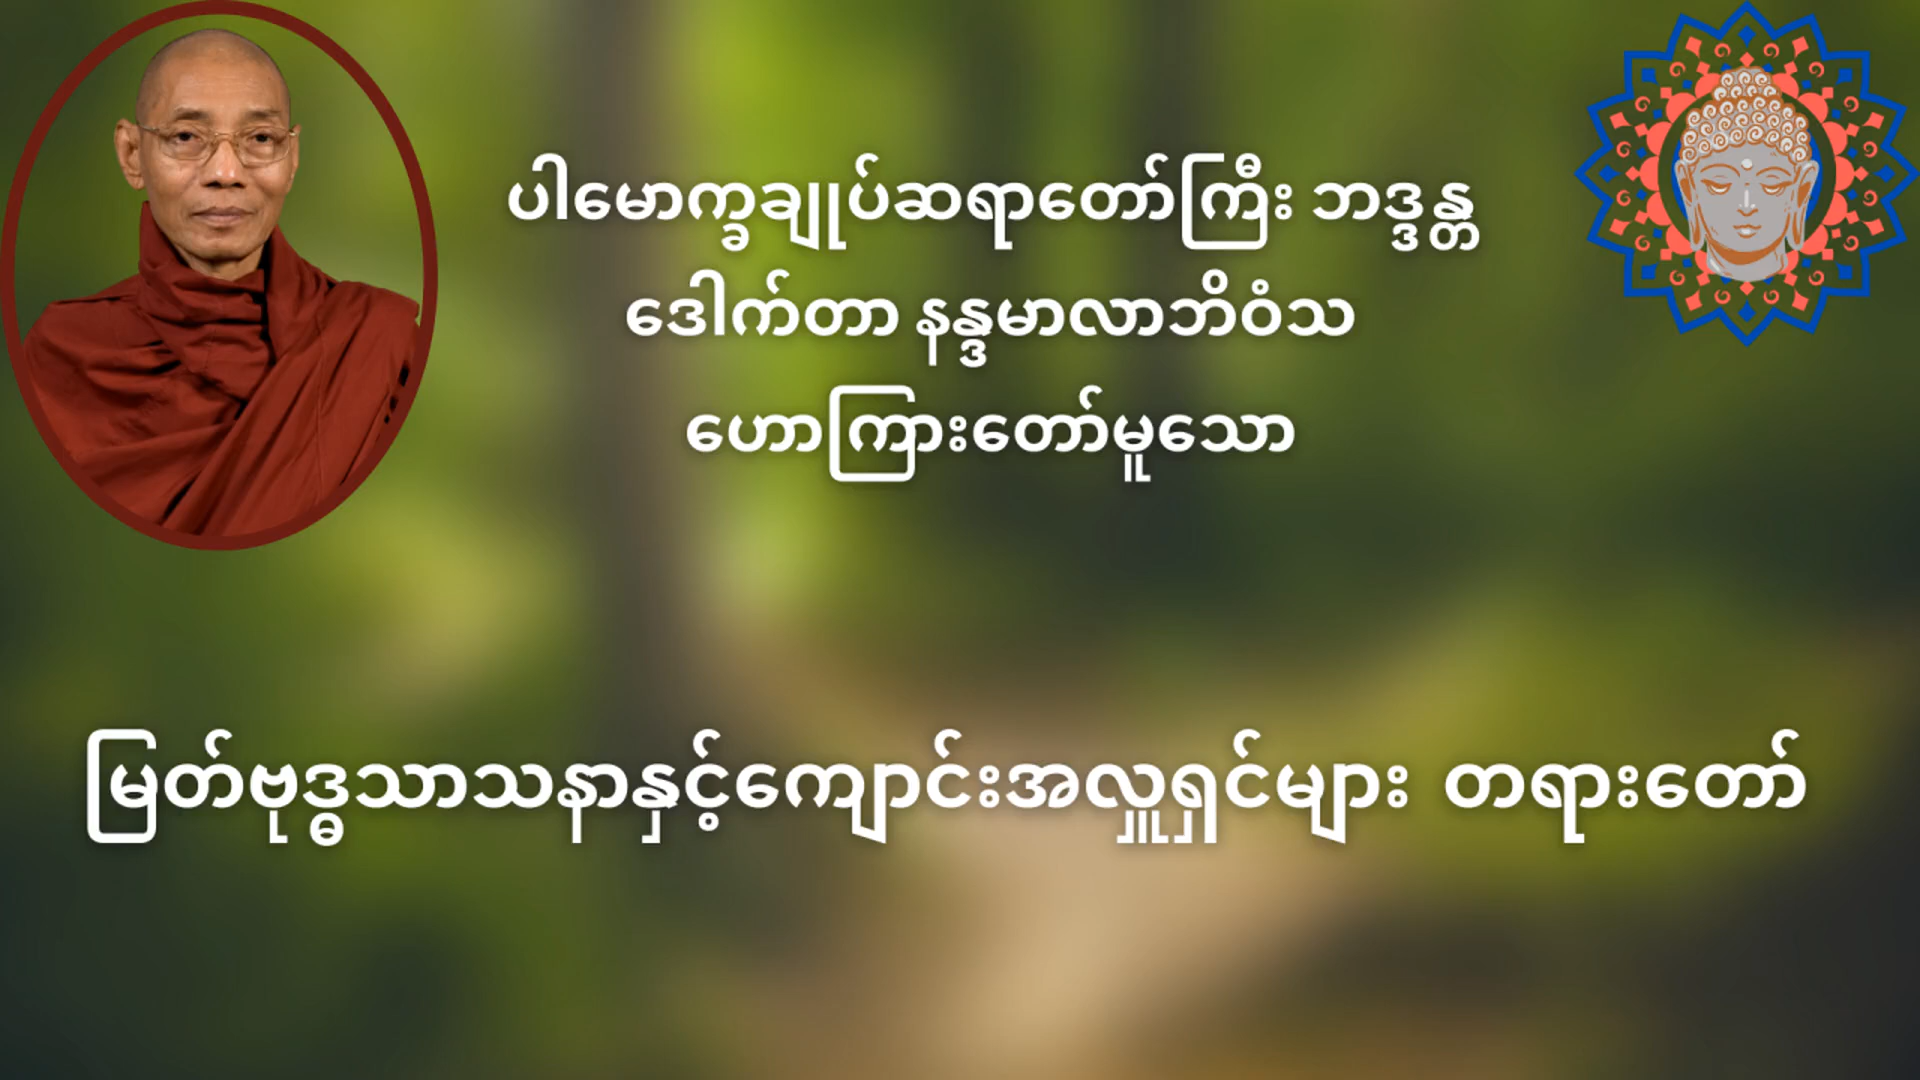 ပါမောက္ခချုပ်ဆရာတော်ကြီး ဘဒ္ဒန္တ
ဒေါက်တာ နန္ဒမာလာဘိဝံသ
ဟောကြားတော်မူသော
မြတ်ဗုဒ္ဓသာသနာနှင့်ကျောင်းအလှူရှင်များ တရားတော်